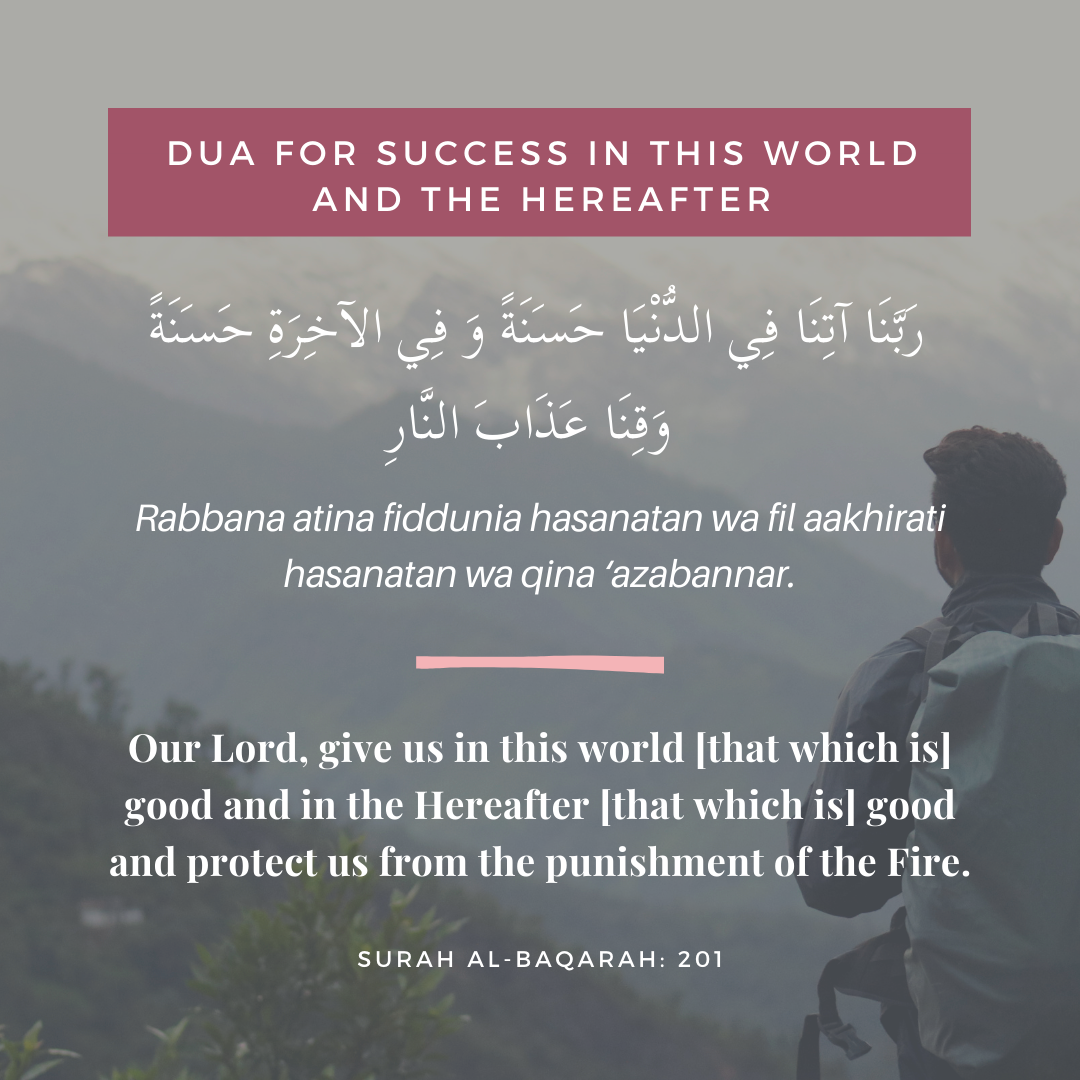 DUA FOR SUCCESS IN THIS WORLD
AND THE HEREAFTER
رَبَّنَا آتِنَا فِي الدُّنْيَا حَسَنَةً وَ فِي الآخِرَةِ حَسَنَةً
وَقِنَا عَذَابَ النَّارِ
Rabbana atina fiddunia hasanatan wa fil aakhirati
hasanatan wa qina ‘azabannar.
Our Lord, give us in this world [that which is]
good and in the Hereafter [that which is] good
and protect us from the punishment of the Fire.
SURAH AL-BAQARAH: 201